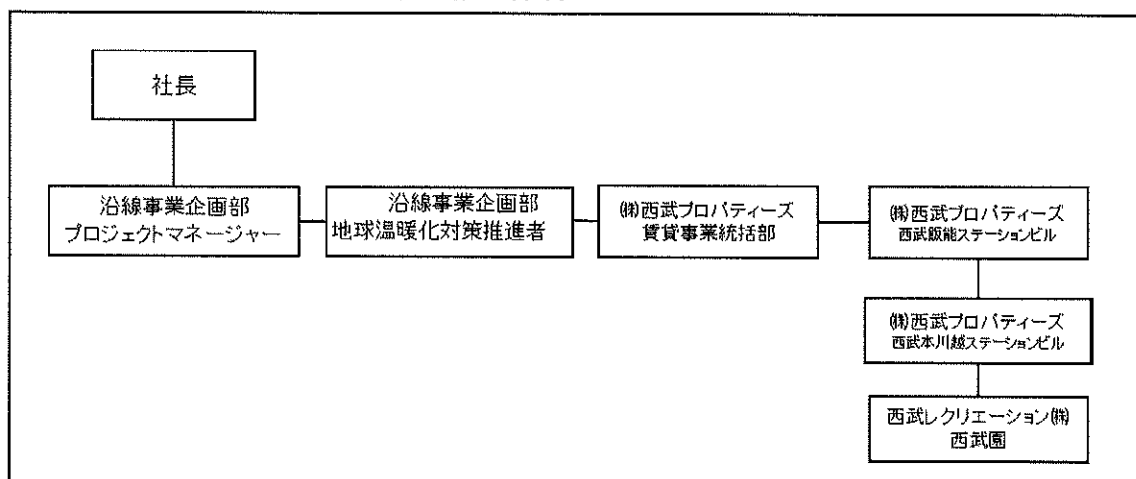 社長
沿線事業企画部
プロジェクトマネージャー
沿線事業企画部
地球温暖化対策推進者
㈱西武プロパティーズ
賃貸事業統括部
㈱西武プロパティーズ
西武飯能ステーションビル
㈱西武プロパティーズ
西武本川越ステーションビル
西武レクリエーション㈱
西武園